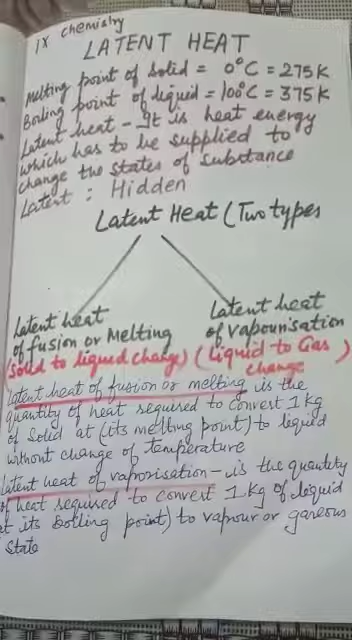 IX chemistry
LATENT HEAT
Melting point of solid = 0°C = 275K
Boiling point of liquid = 100°C = 375K
Latent heat - It is heat energy
which has to be supplied to
change the states of substance
Latent : Hidden
Latent Heat (Two types
Latent heat
of fusion or Melting
(Solid to liquid change)
Latent heat
of vapourisation
(Liquid to Gas)
change
Latent heat of fusion or melting is the
quantity of heat required to convert 1 kg
of solid at (its melting point) to liquid
without change of temperature
Latent heat of vaporisation - is the quantity
of heat required to convert 1 kg of liquid
at its boiling point) to vapour or gaseous
state